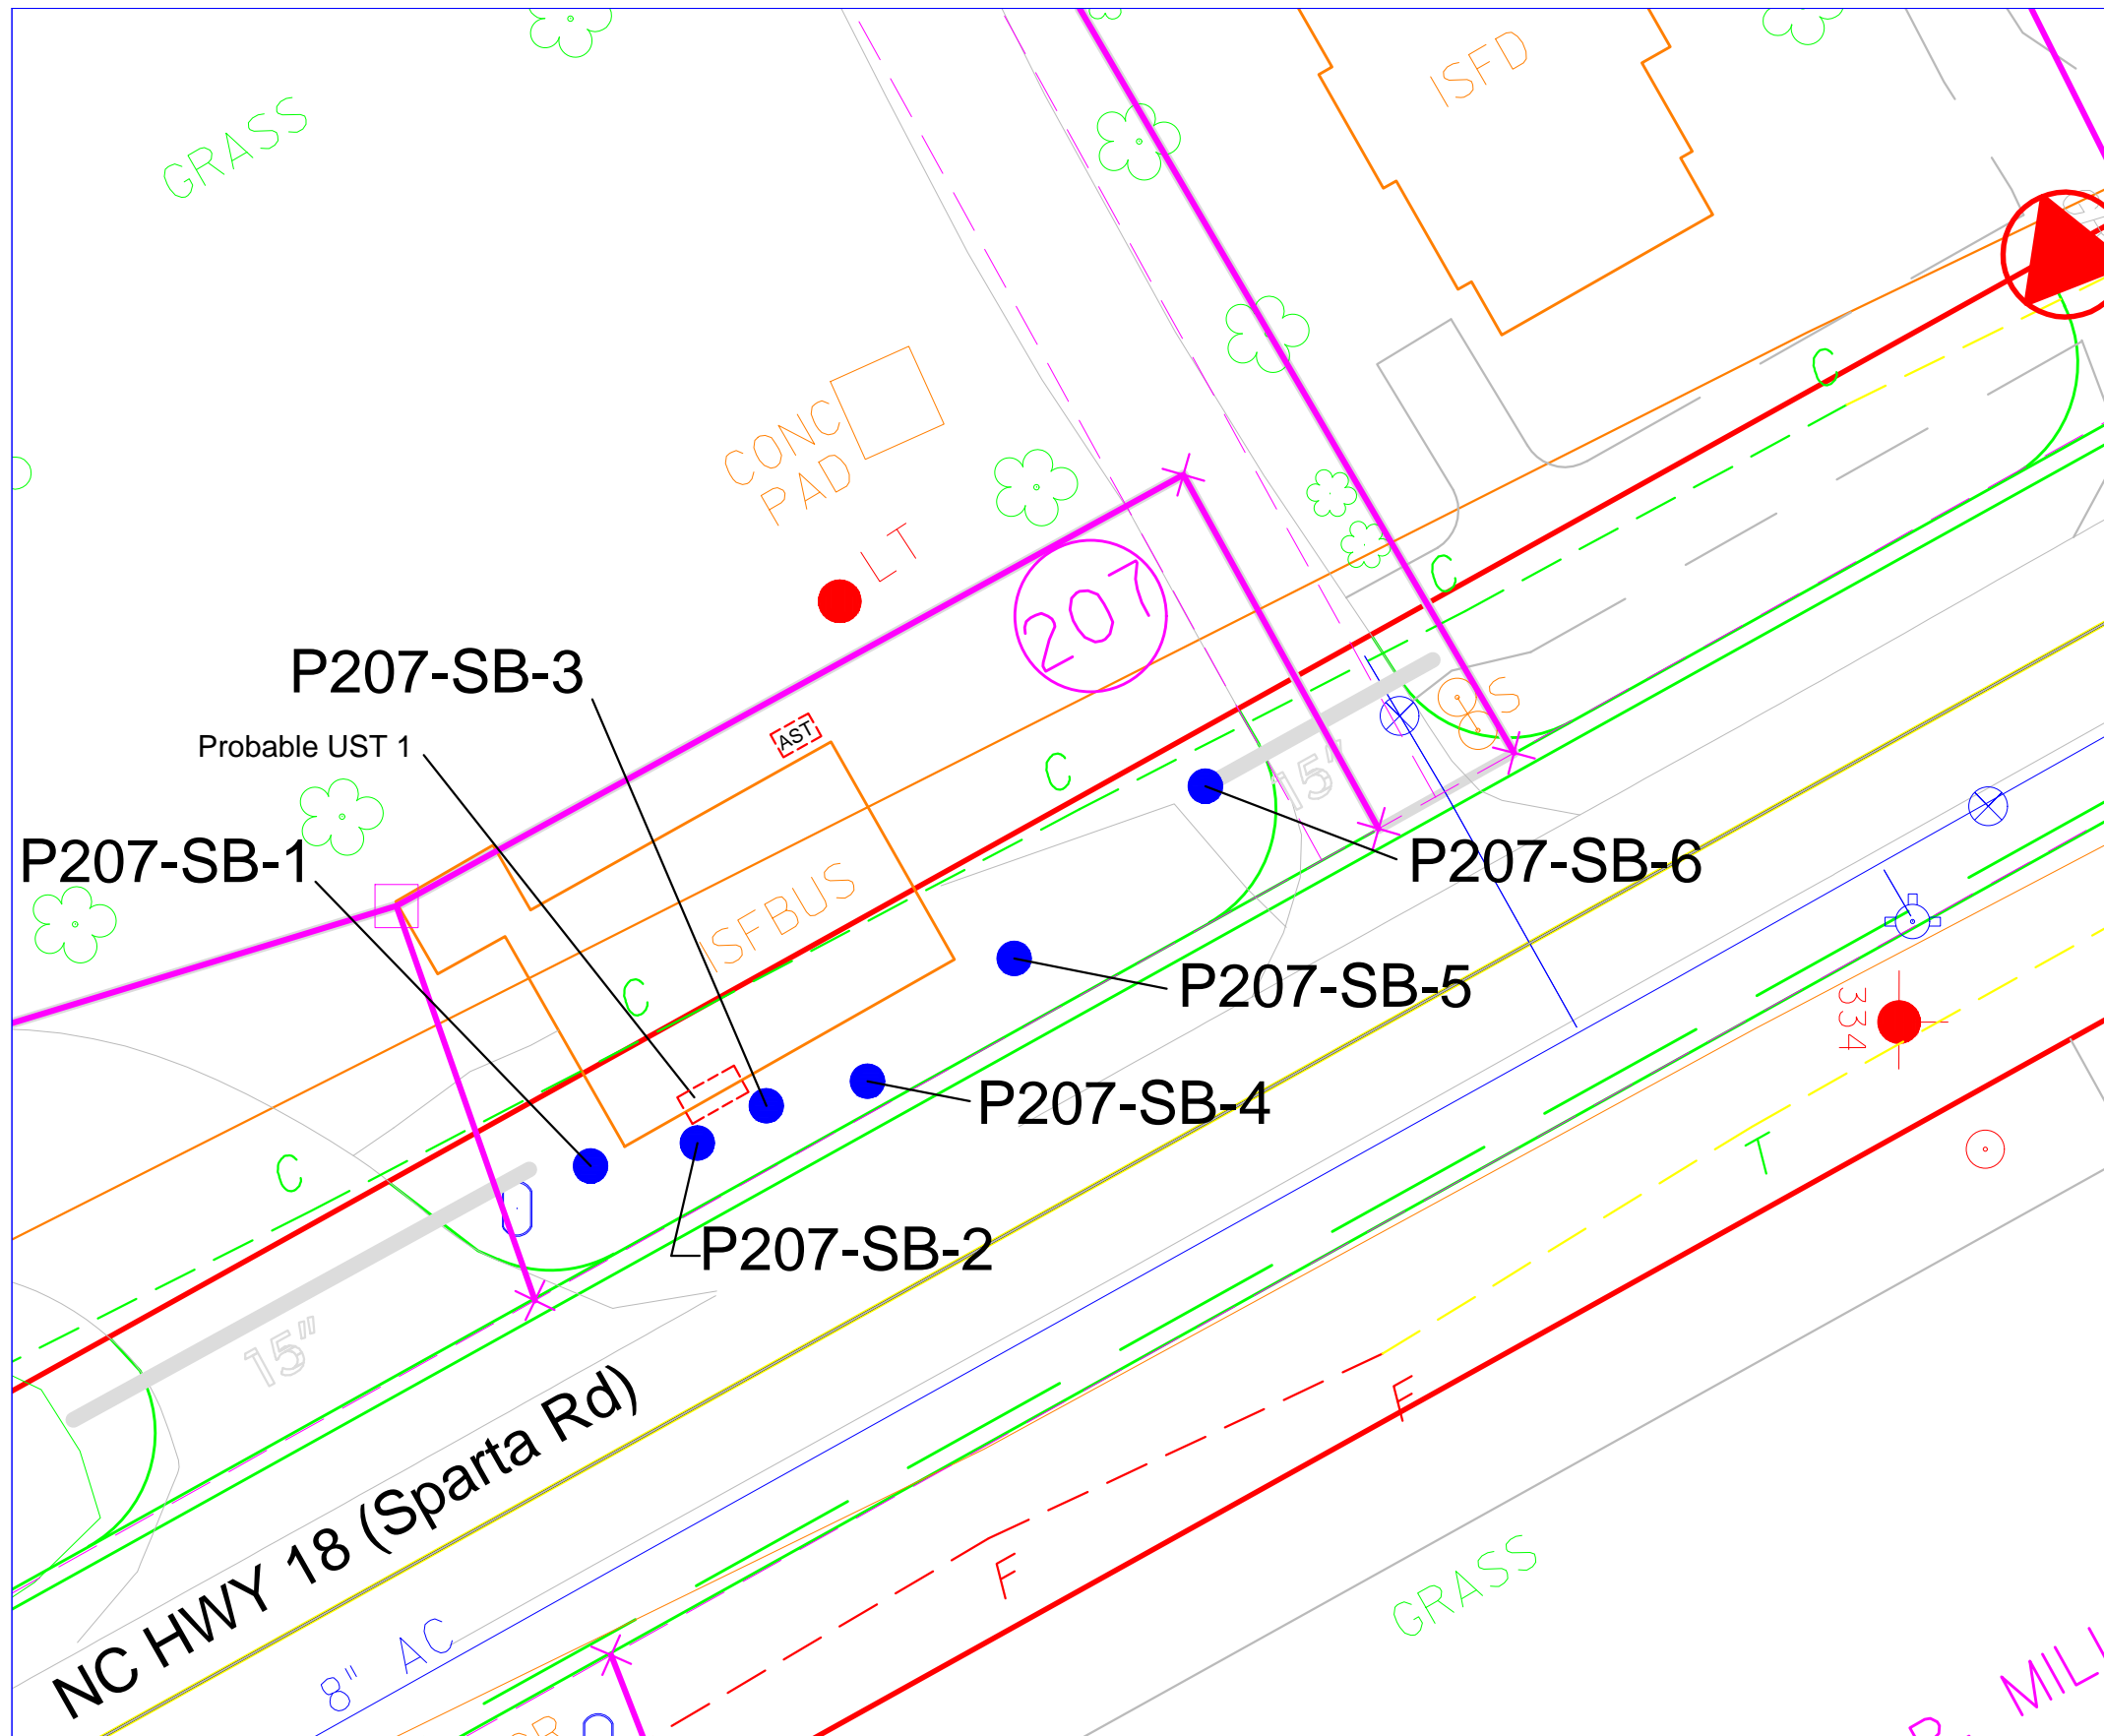 GRASS
ISFD
CONC
PAD
LT
C
C
207
P207-SB-3
AST
Probable UST 1
C
S
15"
P207-SB-1
P207-SB-6
ISFBUS
P207-SB-5
C
334
P207-SB-4
T
C
P207-SB-2
15"
F
NC HWY 18 (Sparta Rd)
F
GRASS
8" AC